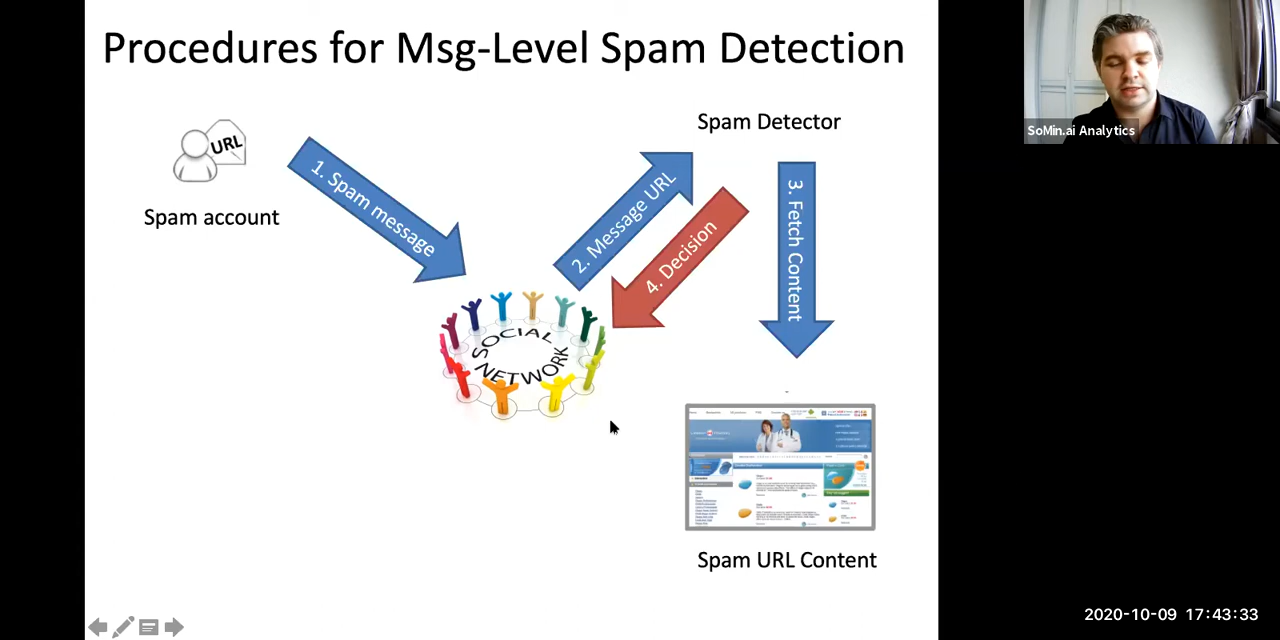 Procedures for Msg-Level Spam Detection
SoMin.ai Analytics
URL
Spam account
1. Spam message
Spam Detector
2. Message URL
4. Decision
3. Fetch Content
SOCIAL
NETWORK
Spam URL Content
2020-10-09 17:43:33